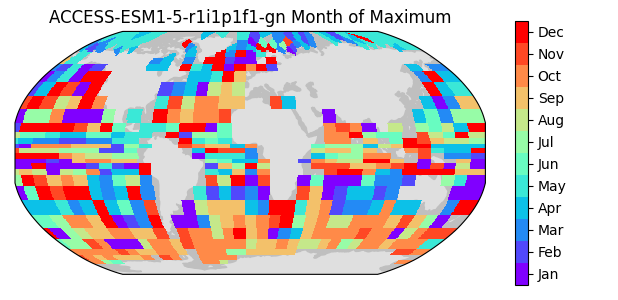 ACCESS-ESM1-5-r1i1p1f1-gn Month of Maximum
Dec
Nov
Oct
Sep
Aug
Jul
Jun
May
Apr
Mar
Feb
Jan